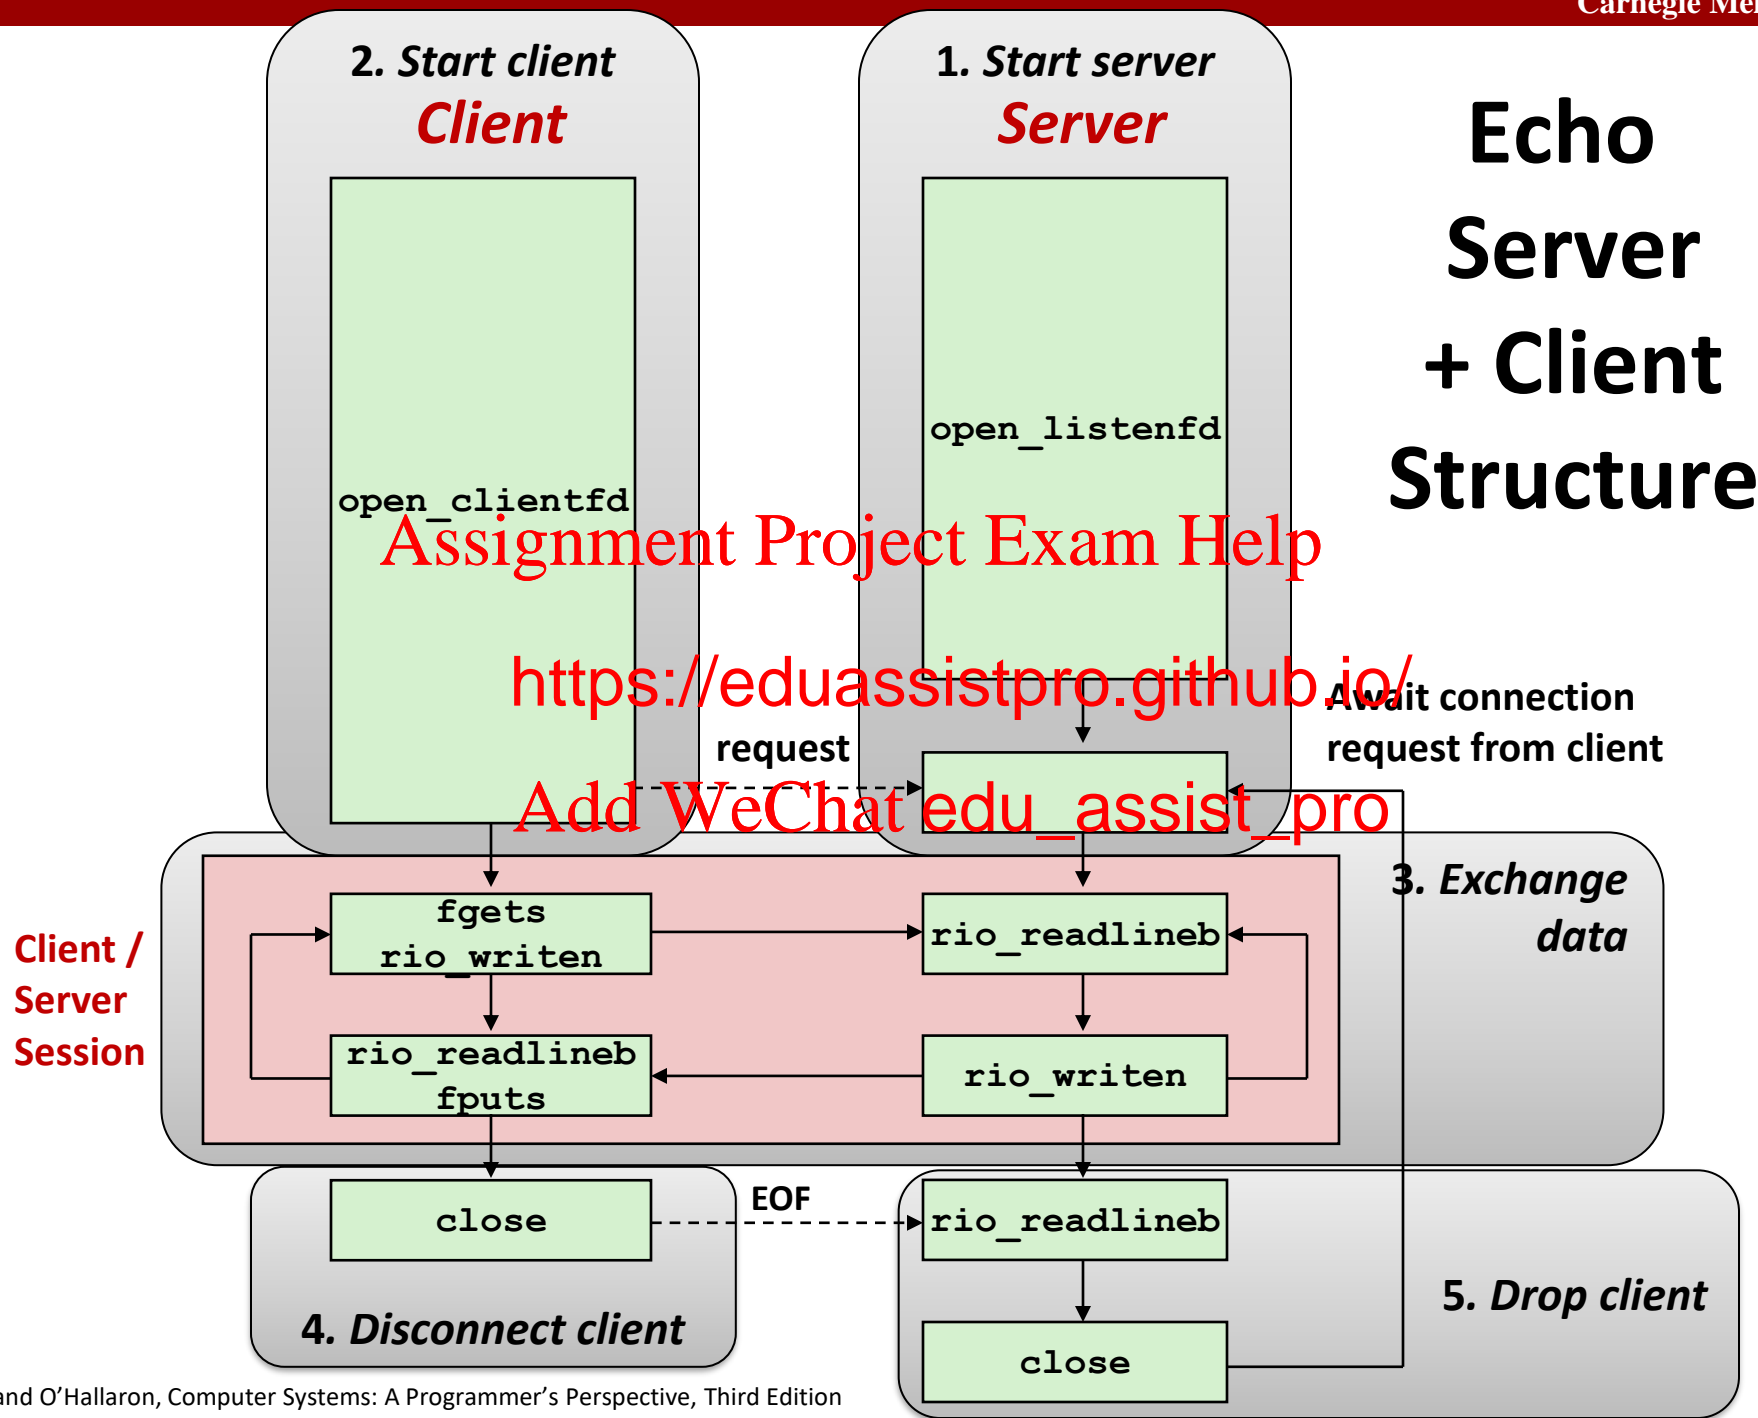 Carnegie Mel
2. Start client
Client
1. Start server
Server
Echo
Server
+ Client
Structure
open_listenfd
open_clientfd
Assignment Project Exam Help
https://eduassistpro.github.io/
Await connection
request from client
request
Add WeChat edu_assist_pro
3. Exchange
data
Client /
Server
Session
fgets
rio_writen
rio_readlineb
rio_readlineb
fputs
rio_writen
close
EOF
rio_readlineb
4. Disconnect client
5. Drop client
close
and O’Hallaron, Computer Systems: A Programmer’s Perspective, Third Edition